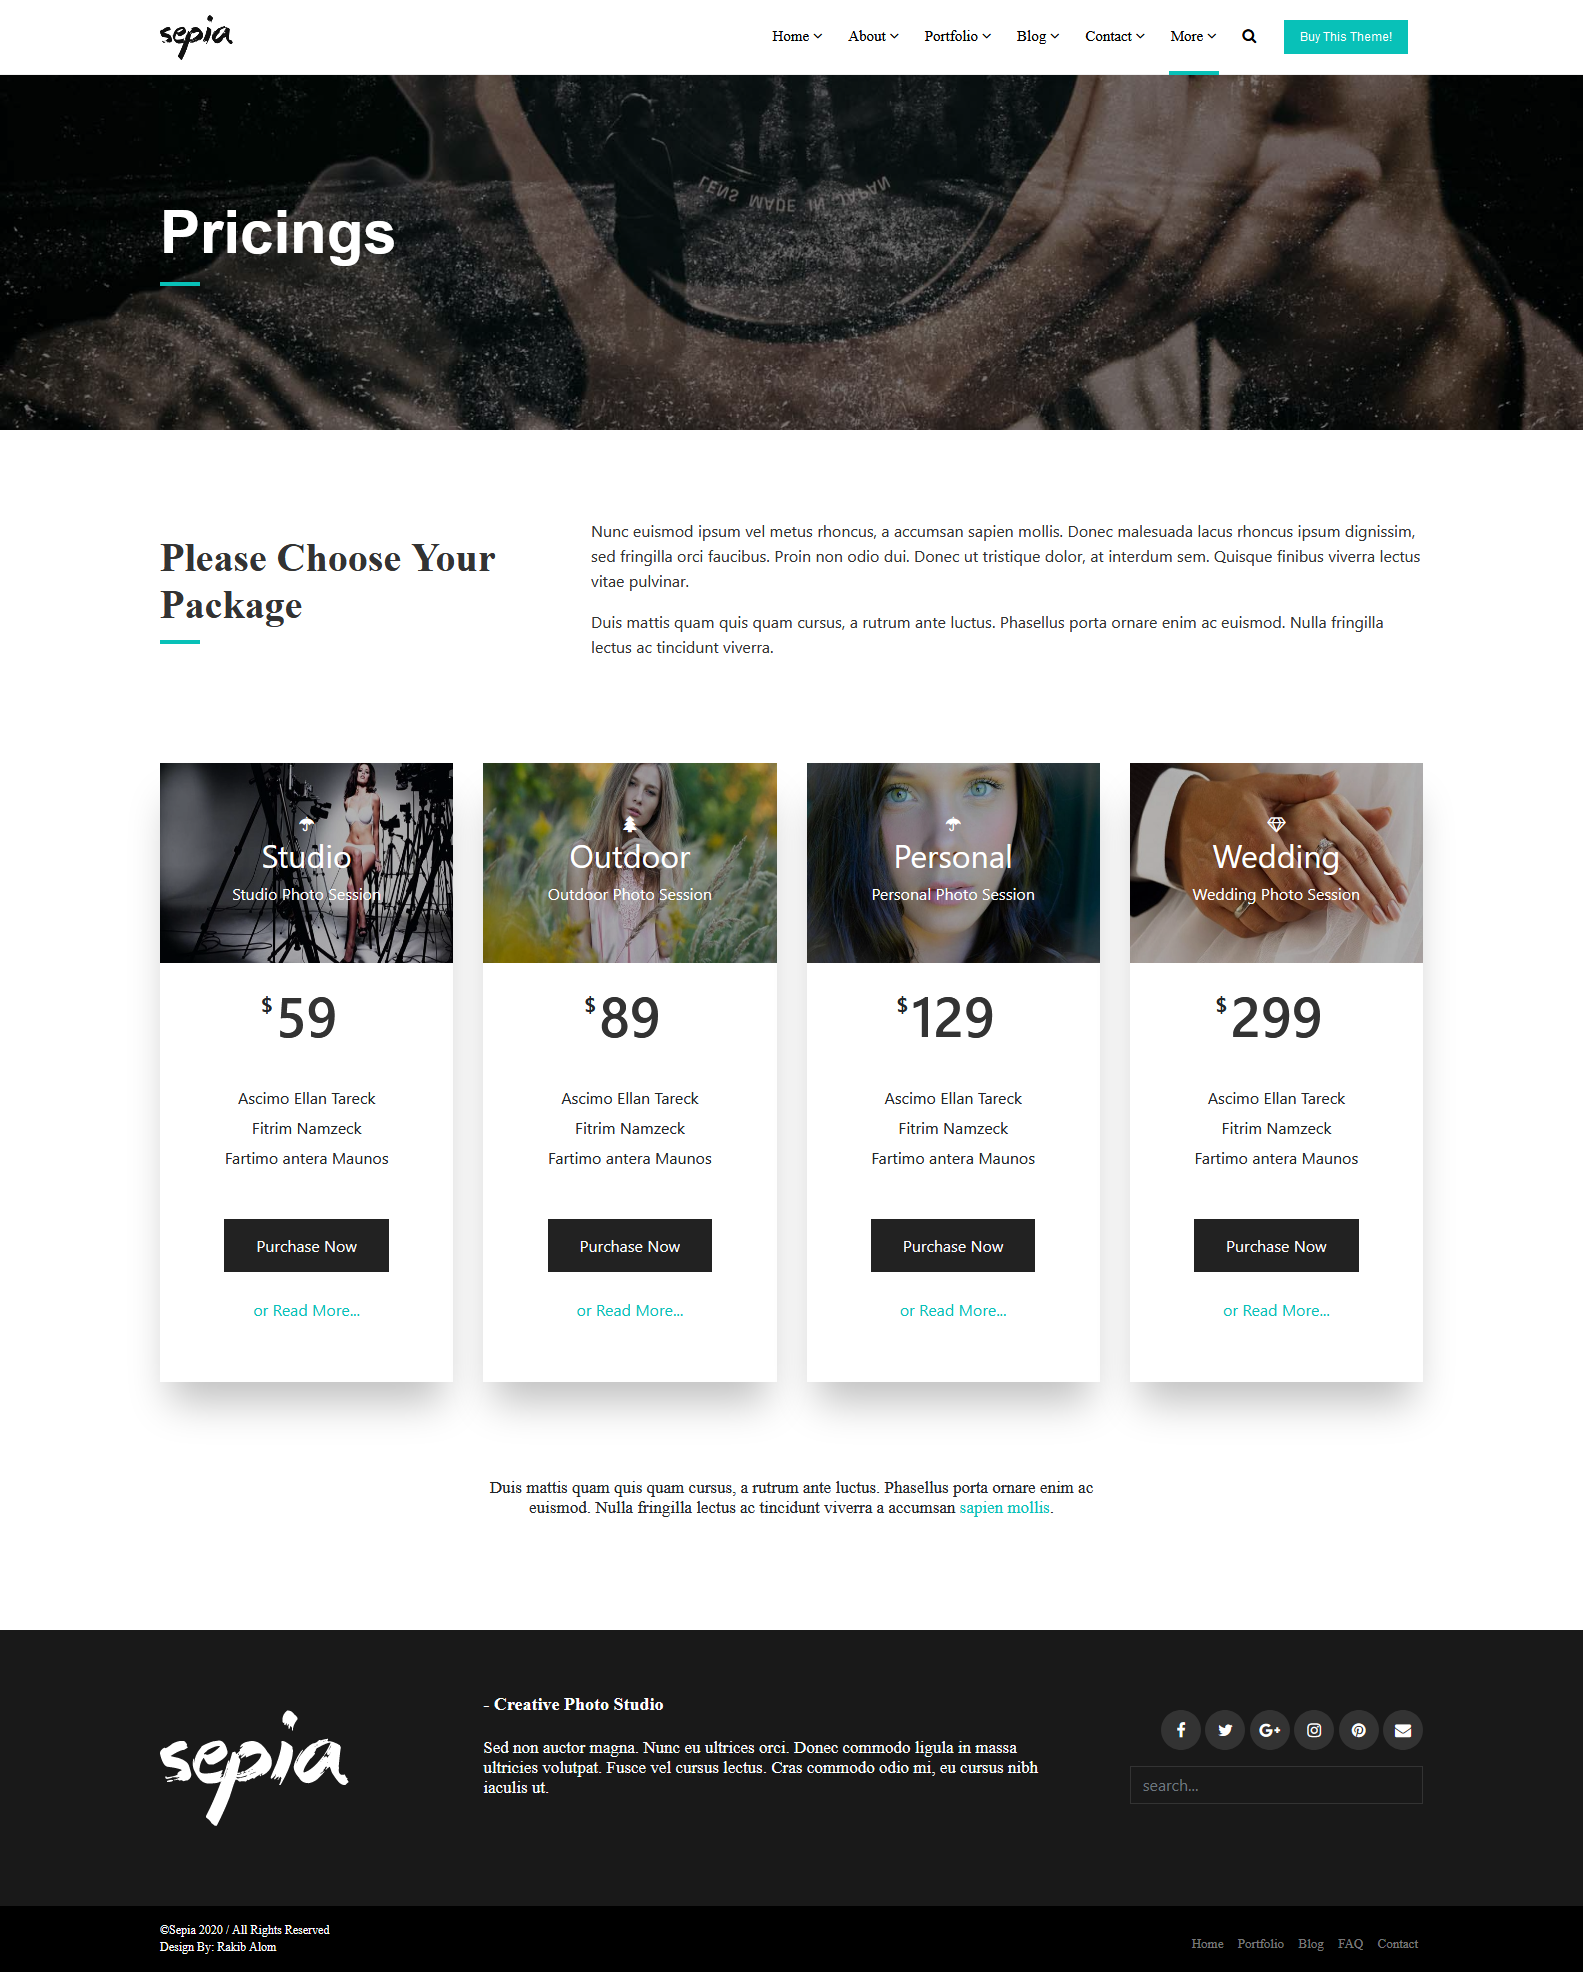 sepia
Home About Portfolio Blog Contact More Buy This Theme!
LENS MADE IN JAPAN
Pricings
Please Choose Your
Package
Nunc euismod ipsum vel metus rhoncus, a accumsan sapien mollis. Donec malesuada lacus rhoncus ipsum dignissim,
sed fringilla orci faucibus. Proin non odio dui. Donec ut tristique dolor, at interdum sem. Quisque finibus viverra lectus
vitae pulvinar.
Duis mattis quam quis quam cursus, a rutrum ante luctus. Phasellus porta ornare enim ac euismod. Nulla fringilla
lectus ac tincidunt viverra.
Studio
Studio Photo Session
$59
Ascimo Ellan Tareck
Fitrim Namzeck
Fartimo antera Maunos
Purchase Now
or Read More...
Outdoor
Outdoor Photo Session
$89
Ascimo Ellan Tareck
Fitrim Namzeck
Fartimo antera Maunos
Purchase Now
or Read More...
Personal
Personal Photo Session
$129
Ascimo Ellan Tareck
Fitrim Namzeck
Fartimo antera Maunos
Purchase Now
or Read More...
Wedding
Wedding Photo Session
$299
Ascimo Ellan Tareck
Fitrim Namzeck
Fartimo antera Maunos
Purchase Now
or Read More...
Duis mattis quam quis quam cursus, a rutrum ante luctus. Phasellus porta ornare enim ac
euismod. Nulla fringilla lectus ac tincidunt viverra a accumsan sapien mollis.
sepia
- Creative Photo Studio
Sed non auctor magna. Nunc eu ultrices orci. Donec commodo ligula in massa
ultricies volutpat. Fusce vel cursus lectus. Cras commodo odio mi, eu cursus nibh
iaculis ut.
search...
©Sepia 2020 / All Rights Reserved
Design By: Rakib Alom
Home Portfolio Blog FAQ Contact